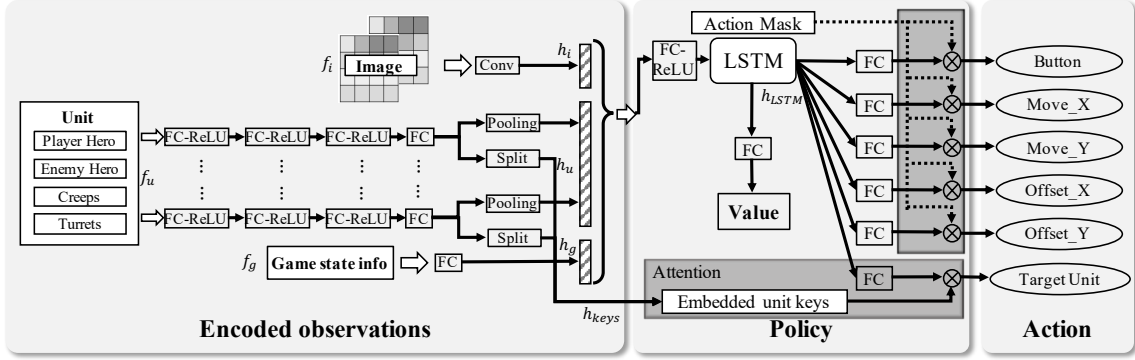 f_i
Image
Conv
h_i
Unit
Player Hero
Enemy Hero
Creeps
Turrets
f_u
FC-ReLU
FC-ReLU
FC-ReLU
FC
Pooling
Split
h_u
FC-ReLU
FC-ReLU
FC-ReLU
FC
Pooling
Split
f_g
Game state info
FC
h_g
h_keys
Encoded observations
FC-
ReLU
Action Mask
LSTM
h_LSTM
FC
Value
FC
FC
FC
FC
FC
Attention
FC
Embedded unit keys
Policy
Button
Move_X
Move_Y
Offset_X
Offset_Y
Target Unit
Action